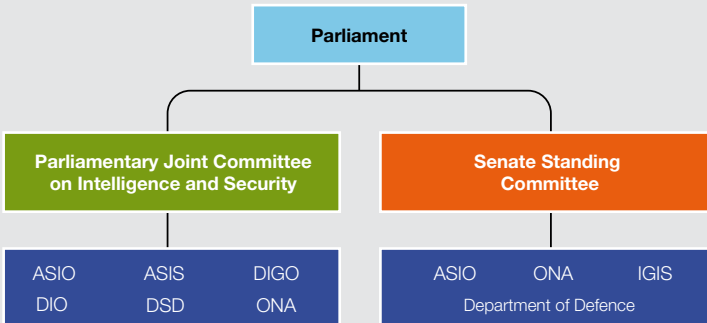 Parliament
Parliamentary Joint Committee
on Intelligence and Security
Senate Standing
Committee
ASIO ASIS DIGO
DIO DSD ONA
ASIO ONA IGIS
Department of Defence